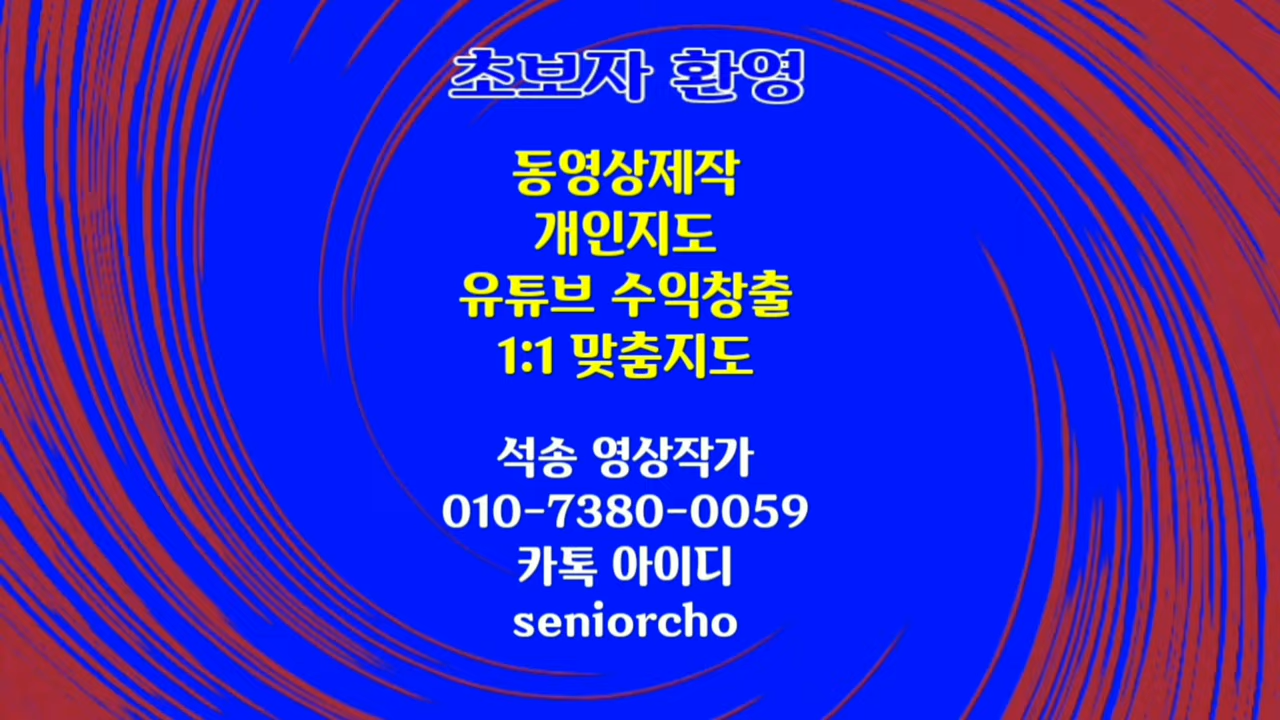 초보자 환영
동영상제작
개인지도
유튜브 수익창출
1:1 맞춤지도
석송 영상작가
010-7380-0059
카톡 아이디
seniorcho